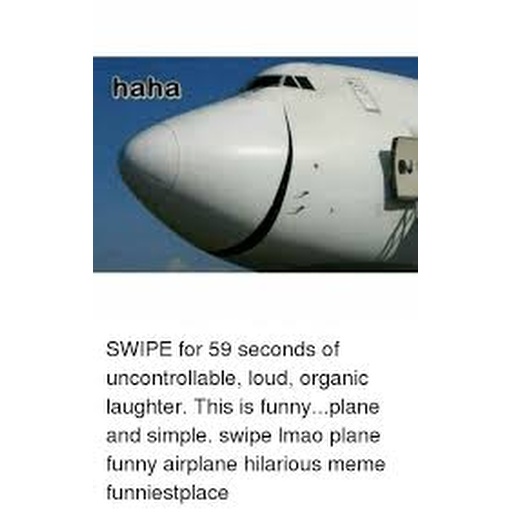 haha
SWIPE for 59 seconds of
uncontrollable, loud, organic
laughter. This is funny...plane
and simple. swipe lmao plane
funny airplane hilarious meme
funniestplace